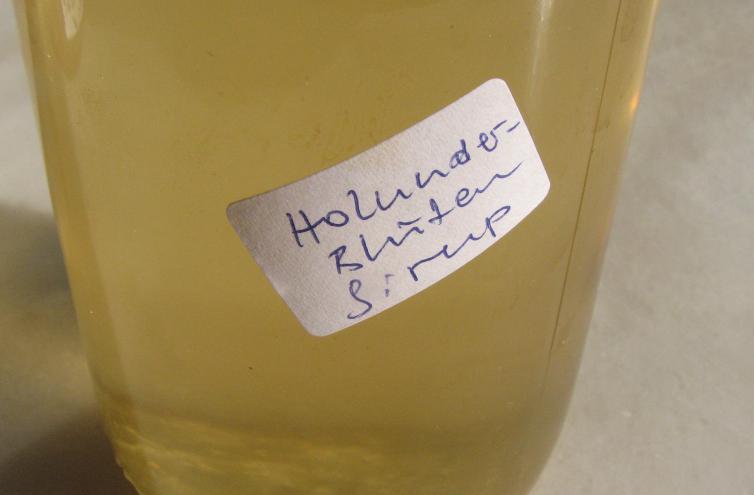 Holunder-
Blüten
Sirup